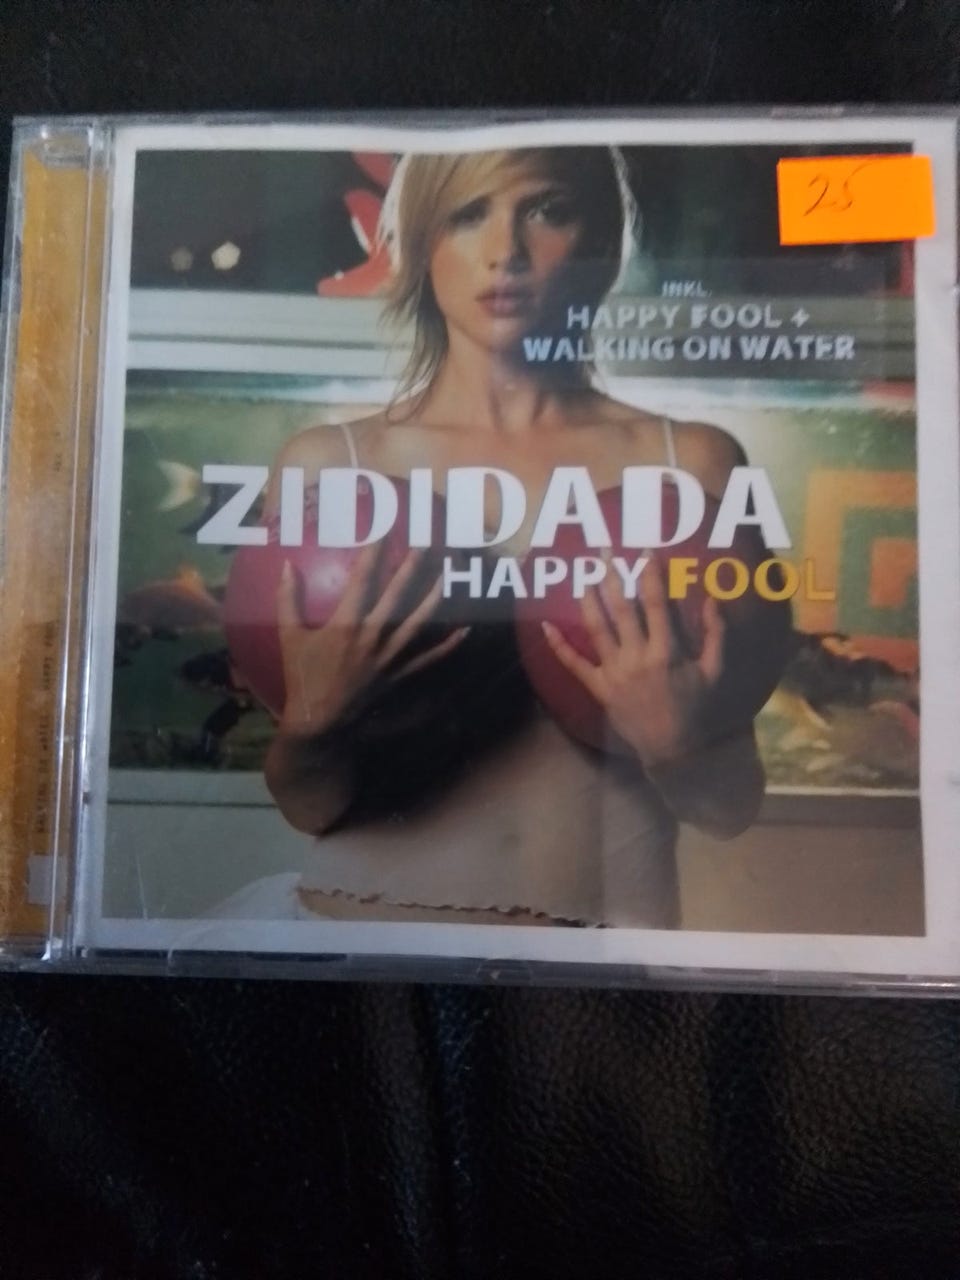 25
INKL.
HAPPY FOOL +
WALKING ON WATER
ZIDIDADA
HAPPY FOOL